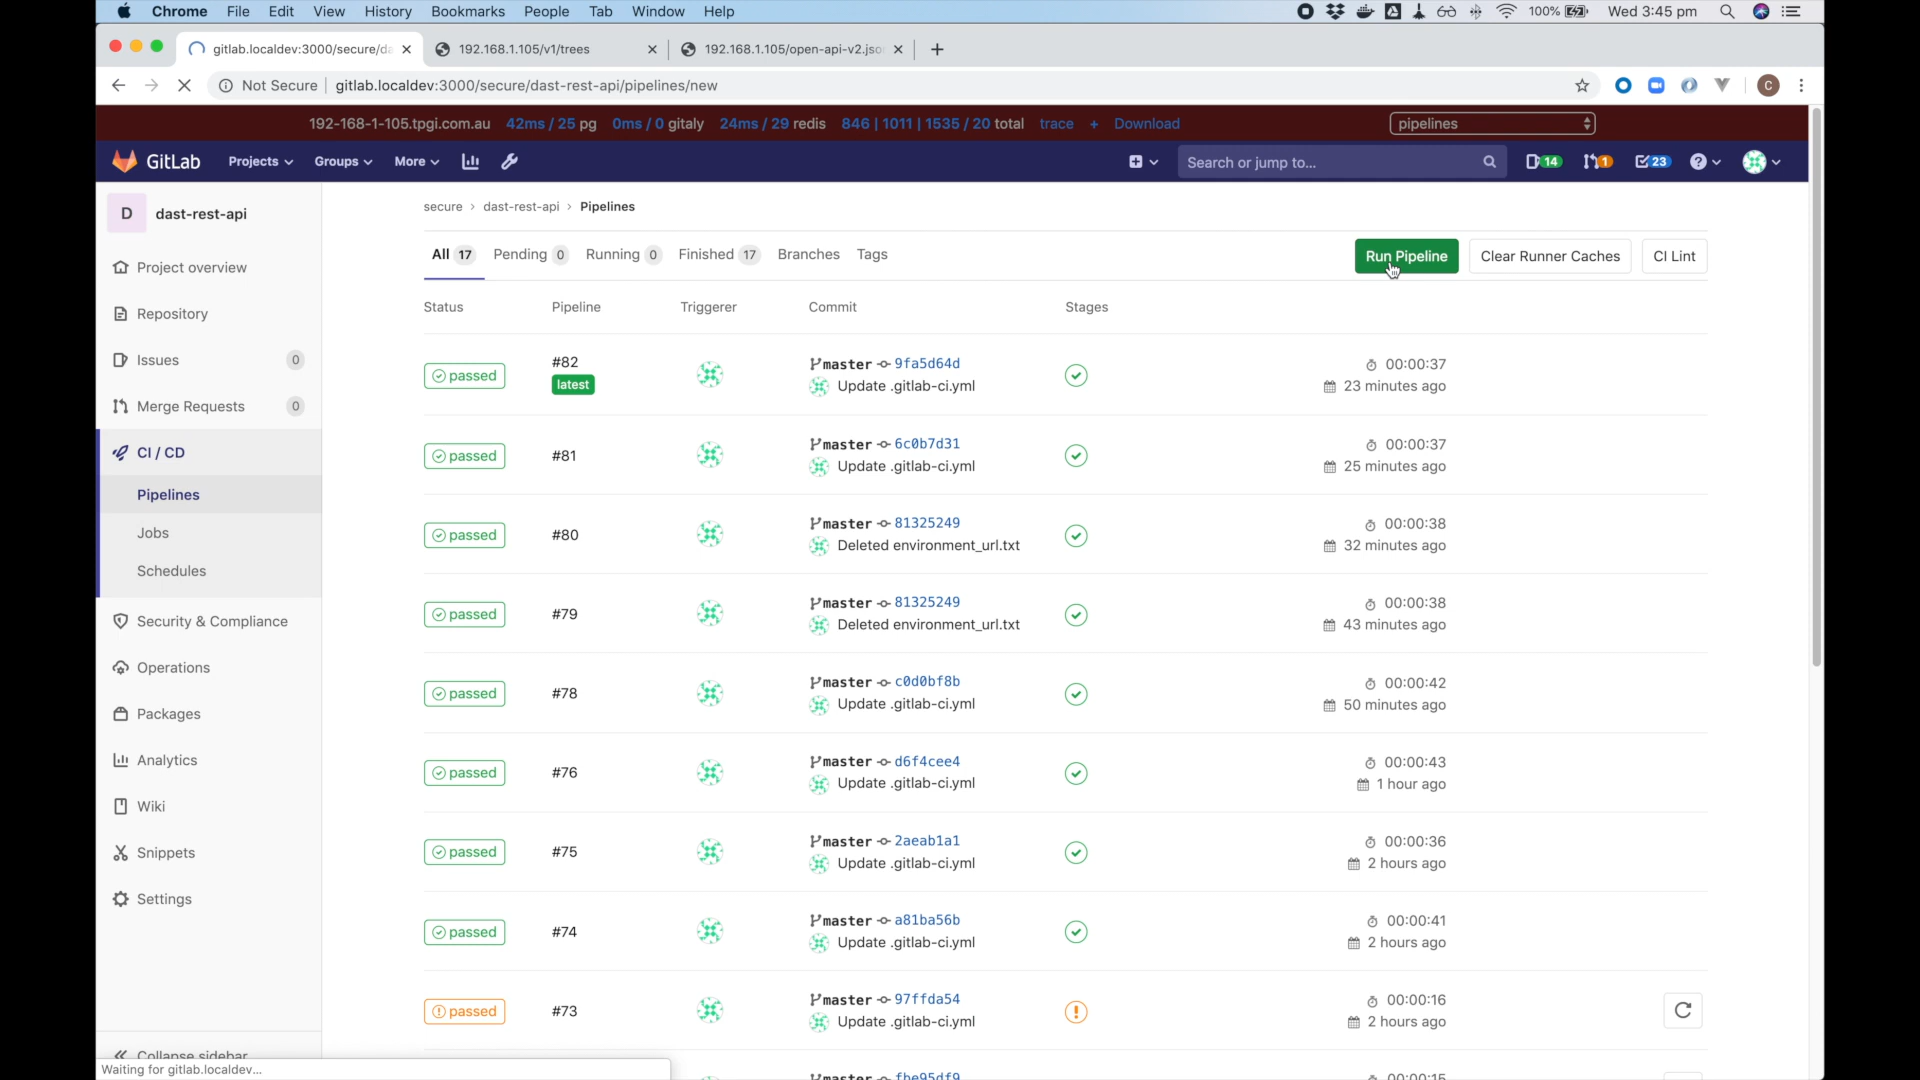 Chrome File Edit View History Bookmarks People Tab Window Help 100% Wed 3:45 pm
gitlab.localdev:3000/secure/da 192.168.1.105/v1/trees 192.168.1.105/open-api-v2.jso
Not Secure gitlab.localdev:3000/secure/dast-rest-api/pipelines/new C
192-168-1-105.tpgi.com.au 42ms / 25 pg 0ms / 0 gitaly 24ms / 29 redis 846 | 1011 | 1535 / 20 total trace + Download pipelines
GitLab Projects Groups More Search or jump to... 14 1 23
D dast-rest-api
Project overview
Repository
Issues 0
Merge Requests 0
CI / CD
Pipelines
Jobs
Schedules
Security & Compliance
Operations
Packages
Analytics
Wiki
Snippets
Settings
Collapse sidebar
Waiting for gitlab.localdev...
secure > dast-rest-api > Pipelines
All 17 Pending 0 Running 0 Finished 17 Branches Tags Run Pipeline Clear Runner Caches CI Lint
Status Pipeline Triggerer Commit Stages
passed #82 latest master 9fa5d64d 00:00:37
Update .gitlab-ci.yml 23 minutes ago
passed #81 master 6c0b7d31 00:00:37
Update .gitlab-ci.yml 25 minutes ago
passed #80 master 81325249 00:00:38
Deleted environment_url.txt 32 minutes ago
passed #79 master 81325249 00:00:38
Deleted environment_url.txt 43 minutes ago
passed #78 master c0d0bf8b 00:00:42
Update .gitlab-ci.yml 50 minutes ago
passed #76 master d6f4cee4 00:00:43
Update .gitlab-ci.yml 1 hour ago
passed #75 master 2aeab1a1 00:00:36
Update .gitlab-ci.yml 2 hours ago
passed #74 master a81ba56b 00:00:41
Update .gitlab-ci.yml 2 hours ago
passed #73 master 97ffda54 00:00:16
Update .gitlab-ci.yml 2 hours ago
master fbe95df9 00:00:15